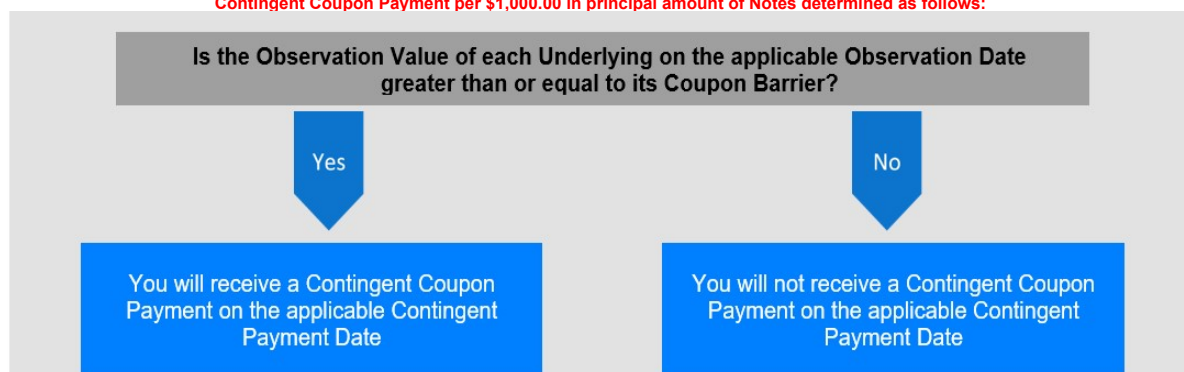 Contingent Coupon Payment per $1,000.00 in principal amount of Notes determined as follows:
Is the Observation Value of each Underlying on the applicable Observation Date
greater than or equal to its Coupon Barrier?
Yes
No
You will receive a Contingent Coupon
Payment on the applicable Contingent
Payment Date
You will not receive a Contingent Coupon
Payment on the applicable Contingent
Payment Date